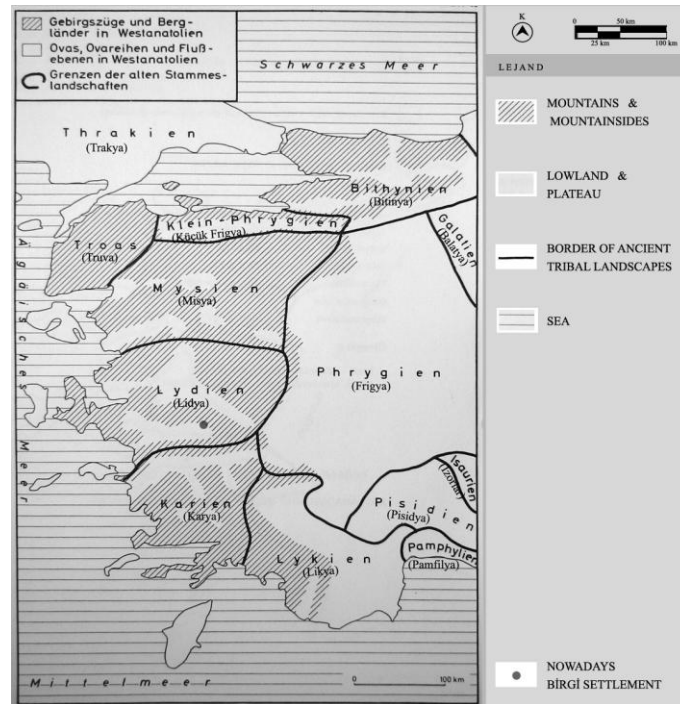 Gebirgszüge und Berg-
länder in Westanatolien
Ovas, Ovareihen und Fluß-
ebenen in Westanatolien
Grenzen der alten Stammes-
landschaften
Schwarzes Meer
Thrakien
(Trakya)
Bithynien
(Bitinya)
Klein-Phrygien
(Küçük Frigya)
Galatien
(Balatya)
Troas
(Truva)
Ägäisches Meer
Mysien
(Misya)
Phrygien
(Frigya)
Lydien
(Lidya)
Isaurien
(İzoria)
Karien
(Karya)
Pisidien
(Pisidya)
Pamphylien
(Pamfilya)
Lykien
(Likya)
Mittelmeer
0 100 km
K
0 50 km
25 km 100 km
LEJAND
MOUNTAINS &
MOUNTAINSIDES
LOWLAND &
PLATEAU
BORDER OF ANCIENT
TRIBAL LANDSCAPES
SEA
NOWADAYS
BİRGİ SETTLEMENT